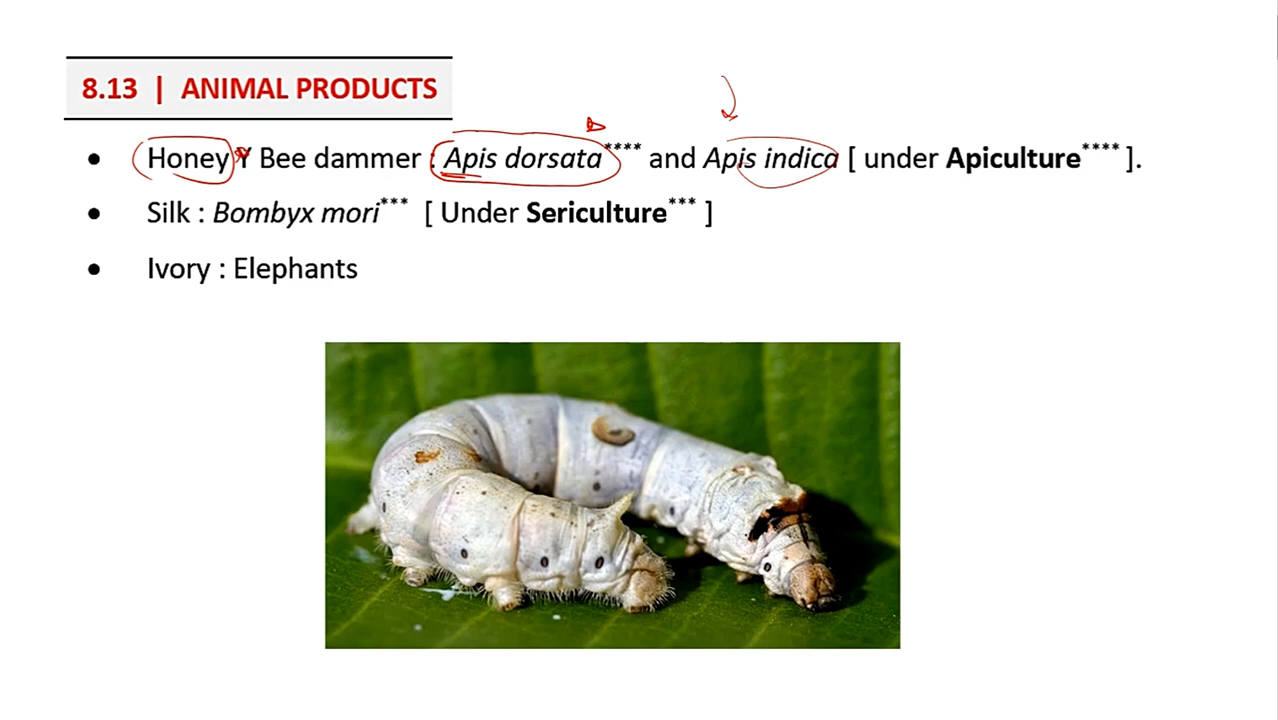 8.13 | ANIMAL PRODUCTS
• Honey Y Bee dammer : Apis dorsata**** and Apis indica [ under Apiculture**** ].
• Silk : Bombyx mori*** [ Under Sericulture*** ]
• Ivory : Elephants